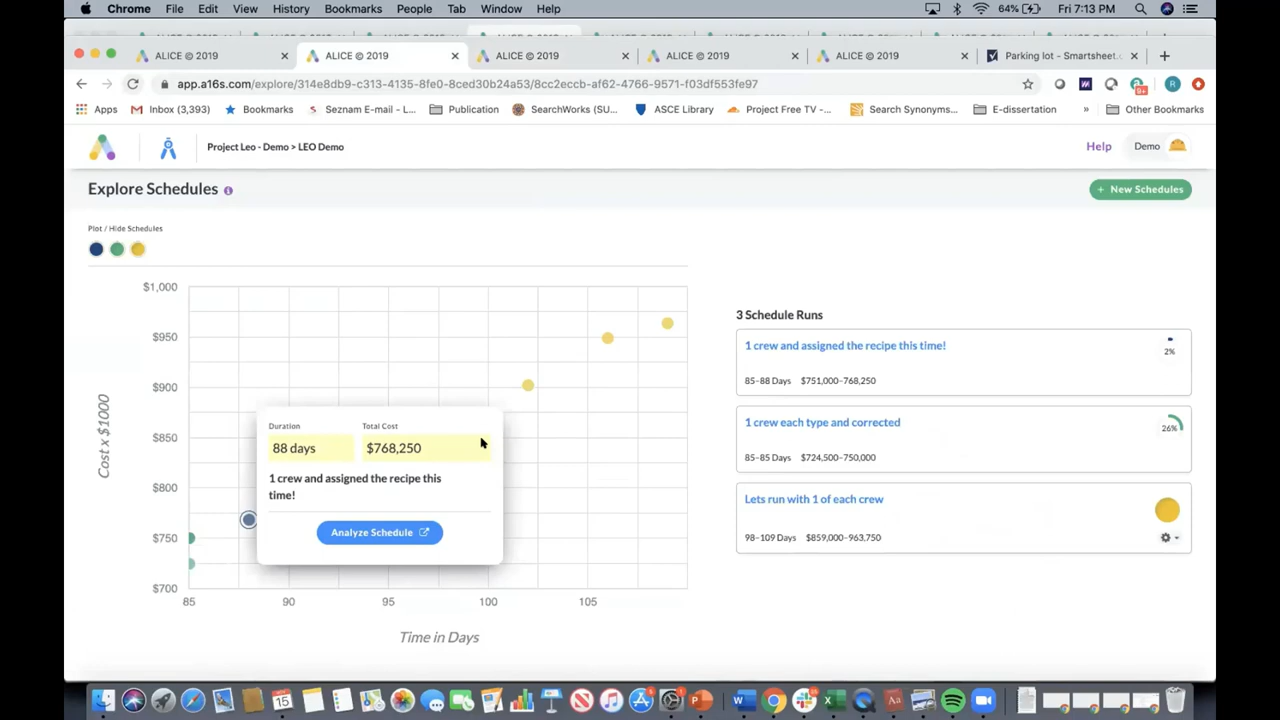 Chrome File Edit View History Bookmarks People Tab Window Help 64% Fri 7:13 PM
ALICE © 2019 ALICE © 2019 ALICE © 2019 ALICE © 2019 ALICE © 2019 Parking lot - Smartsheet.c
app.a16s.com/explore/314e8db9-c313-4135-8fe0-8ced30b24a53/8cc2eccb-af62-4766-9571-f03df553fe97
Apps Inbox (3,393) Bookmarks Seznam E-mail - L... Publication SearchWorks (SU... ASCE Library Project Free TV -... Search Synonyms... E-dissertation » Other Bookmarks
Project Leo - Demo > LEO Demo
Help
Demo
Explore Schedules
+ New Schedules
Plot / Hide Schedules
$1,000
$950
$900
$850
$800
$750
$700
Cost x $1000
85 90 95 100 105
Time in Days
Duration Total Cost
88 days $768,250
1 crew and assigned the recipe this
time!
Analyze Schedule
3 Schedule Runs
1 crew and assigned the recipe this time!
2%
85-88 Days $751,000-768,250
1 crew each type and corrected
26%
85-85 Days $724,500-750,000
Lets run with 1 of each crew
98-109 Days $859,000-963,750